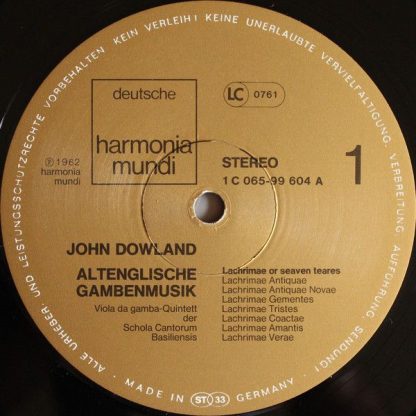 ALLE URHEBER- UND LEISTUNGSSCHUTZRECHTE VORBEHALTEN KEIN VERLEIH! KEINE UNERLAUBTE VERVIELFÄLTIGUNG, VERBREITUNG, AUFFÜHRUNG, SENDUNG!
deutsche
harmonia
mundi
LC 0761
℗ 1962
harmonia
mundi
STEREO
1 C 065-99 604 A
1
JOHN DOWLAND
ALTENGLISCHE
GAMBENMUSIK
Viola da gamba-Quintett
der
Schola Cantorum
Basiliensis
Lachrimae or seaven teares
Lachrimae Antiquae
Lachrimae Antiquae Novae
Lachrimae Gementes
Lachrimae Tristes
Lachrimae Coactae
Lachrimae Amantis
Lachrimae Verae
MADE IN ST 33 GERMANY